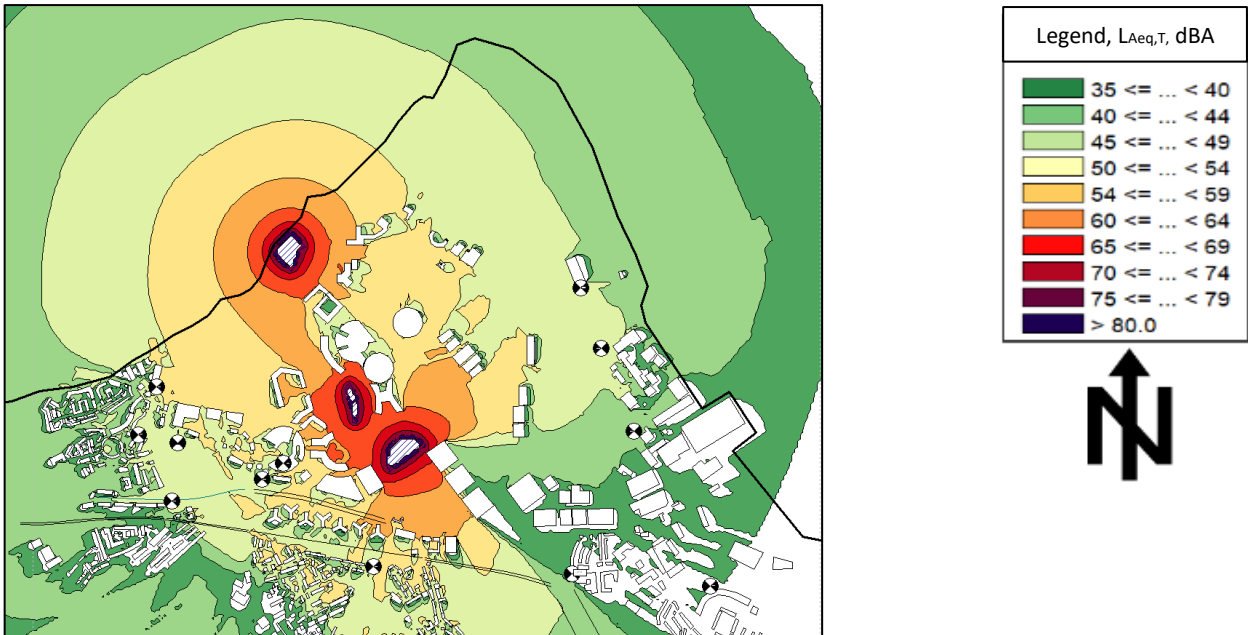 Legend, LAeq,T, dBA
35 <= ... < 40
40 <= ... < 44
45 <= ... < 49
50 <= ... < 54
54 <= ... < 59
60 <= ... < 64
65 <= ... < 69
70 <= ... < 74
75 <= ... < 79
> 80.0
N